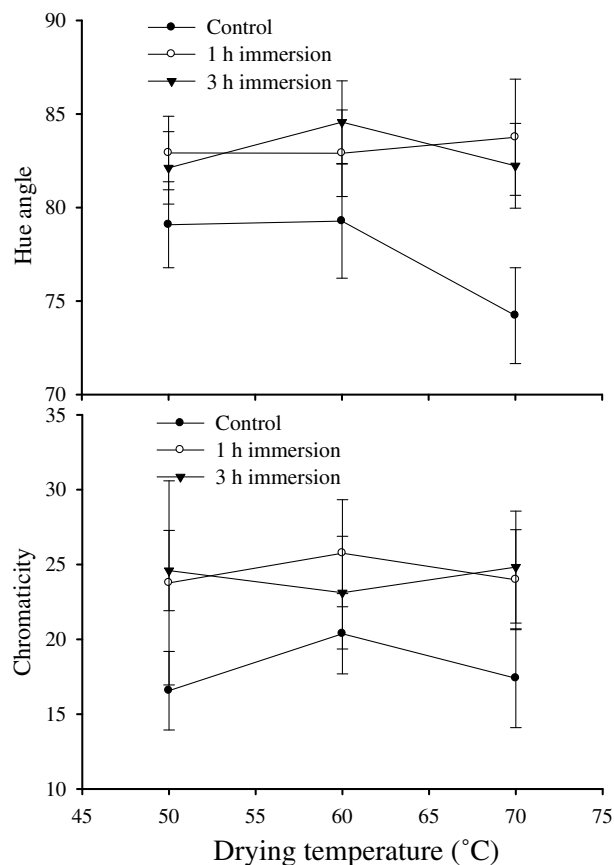 90
Control
1 h immersion
3 h immersion
85
80
75
70
Hue angle
35
Control
1 h immersion
3 h immersion
30
25
20
15
10
Chromaticity
45 50 55 60 65 70 75
Drying temperature (˚C)